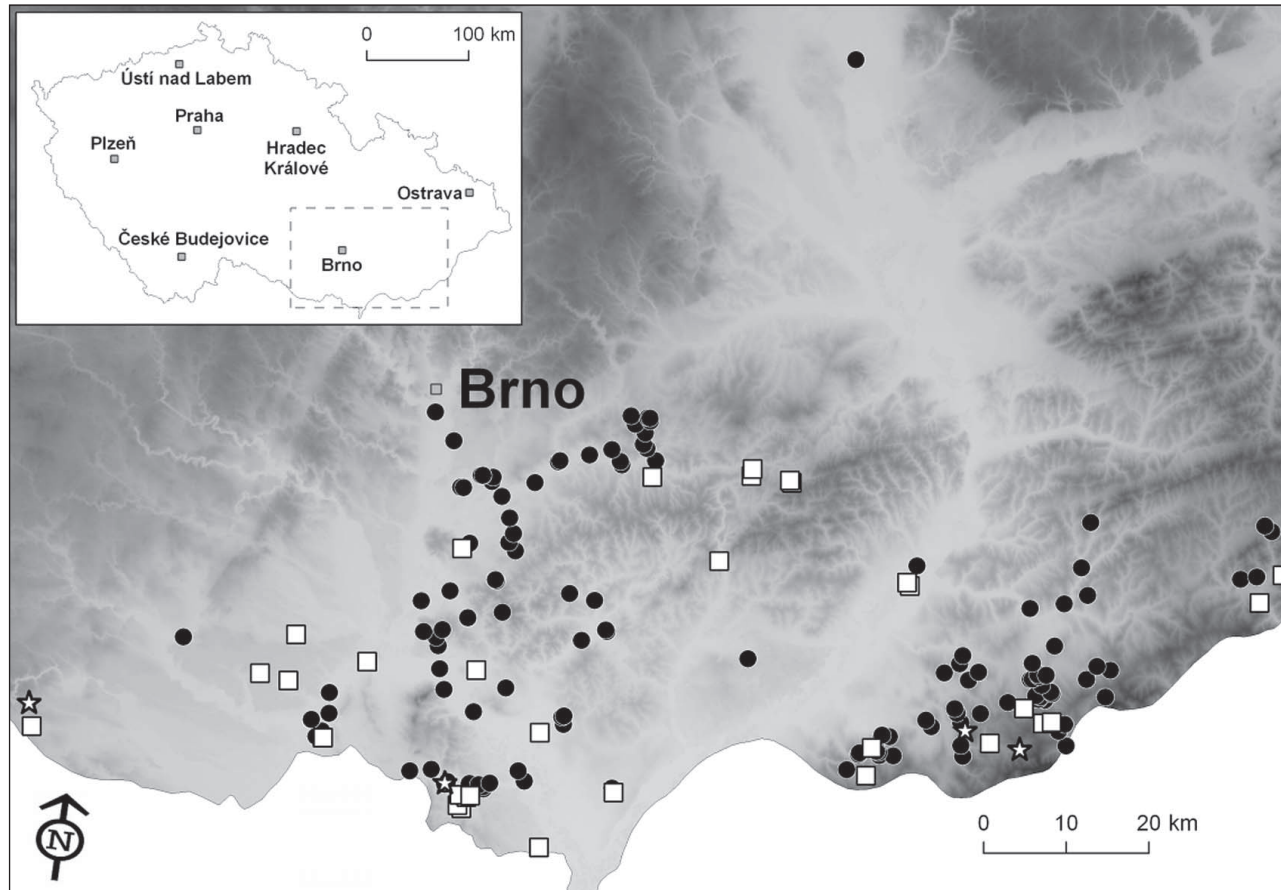 0 100 km
Ústí nad Labem
Praha
Plzeň
Hradec
Králové
Ostrava
České Budejovice
Brno
Brno
0 10 20 km
N